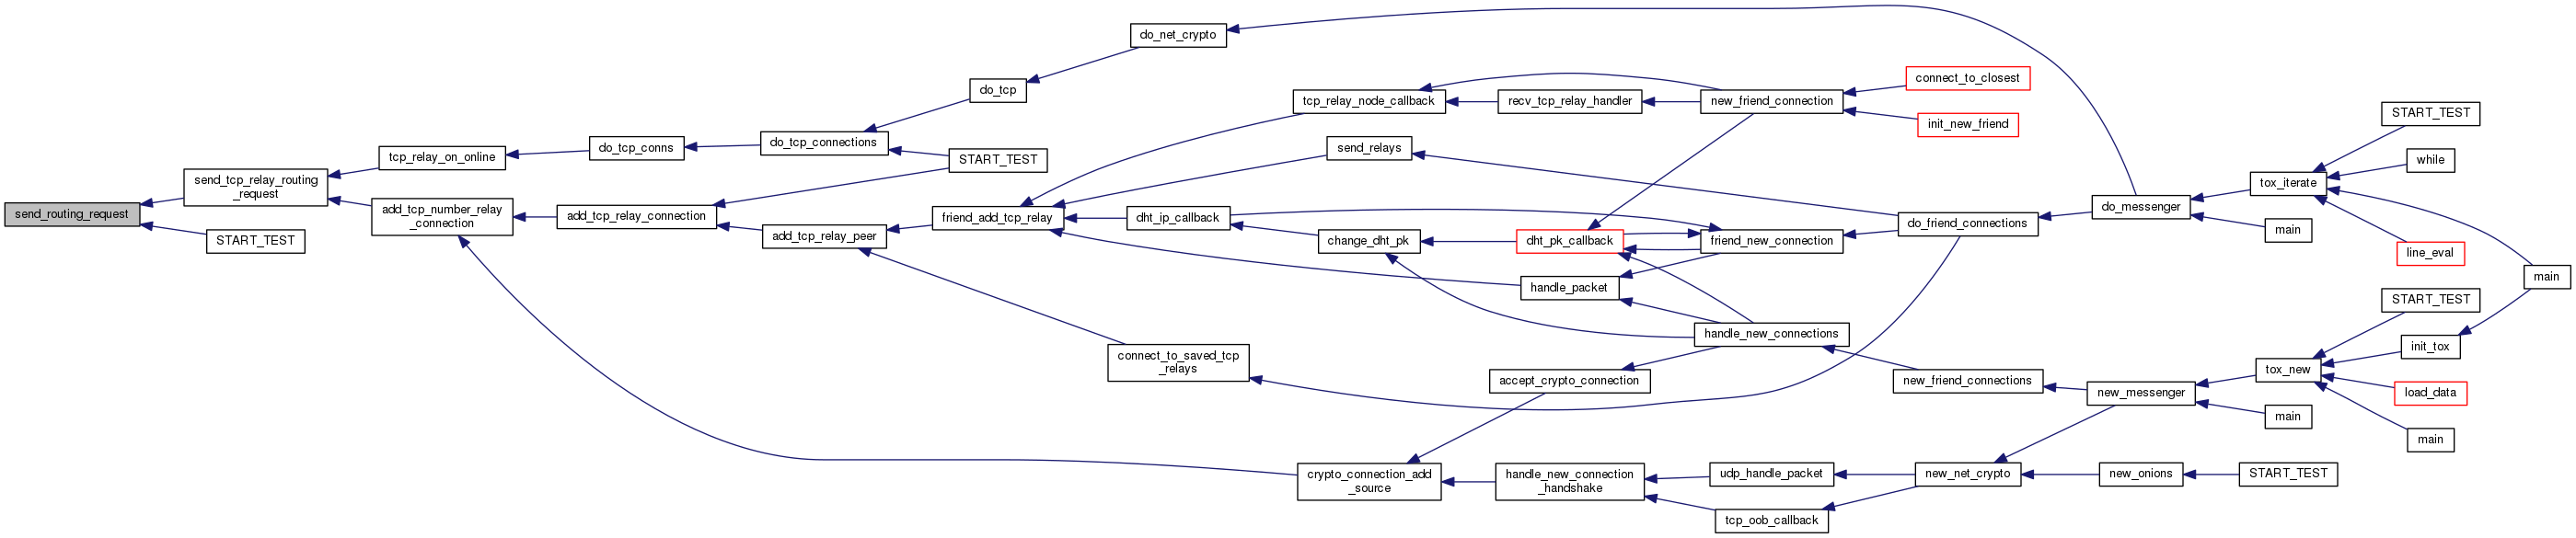 send_routing_request
send_tcp_relay_routing
_request
START_TEST
tcp_relay_on_online
add_tcp_number_relay
_connection
do_tcp_conns
add_tcp_relay_connection
do_tcp_connections
add_tcp_relay_peer
do_tcp
START_TEST
friend_add_tcp_relay
do_net_crypto
dht_ip_callback
connect_to_saved_tcp
_relays
tcp_relay_node_callback
send_relays
change_dht_pk
crypto_connection_add
_source
recv_tcp_relay_handler
dht_pk_callback
handle_packet
accept_crypto_connection
handle_new_connection
_handshake
new_friend_connection
friend_new_connection
handle_new_connections
udp_handle_packet
tcp_oob_callback
connect_to_closest
init_new_friend
do_friend_connections
new_friend_connections
new_net_crypto
do_messenger
new_messenger
new_onions
tox_iterate
main
tox_new
main
START_TEST
START_TEST
while
line_eval
START_TEST
init_tox
load_data
main
main